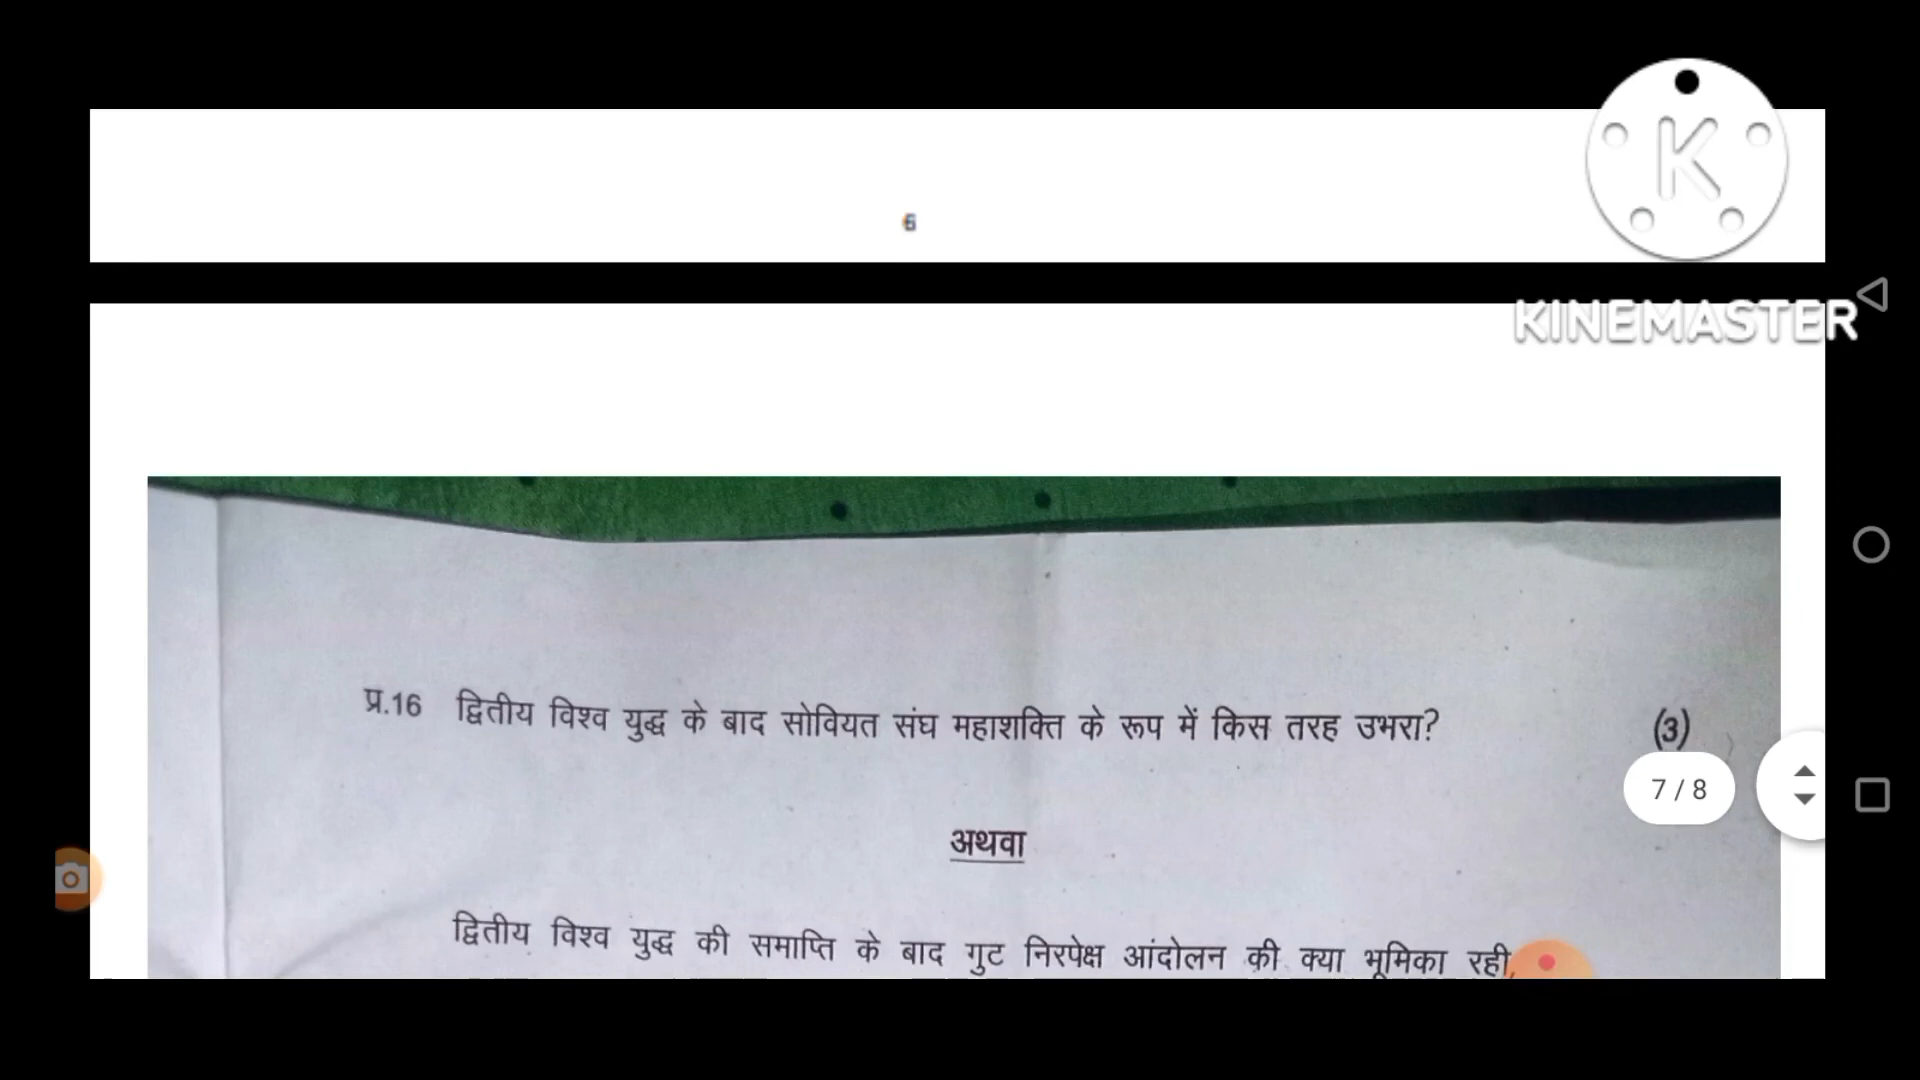 K
6
KINEMASTER
प्र.16 द्वितीय विश्व युद्ध के बाद सोवियत संघ महाशक्ति के रूप में किस तरह उभरा? (3)
7 / 8
अथवा
द्वितीय विश्व युद्ध की समाप्ति के बाद गुट निरपेक्ष आंदोलन की क्या भूमिका रही,